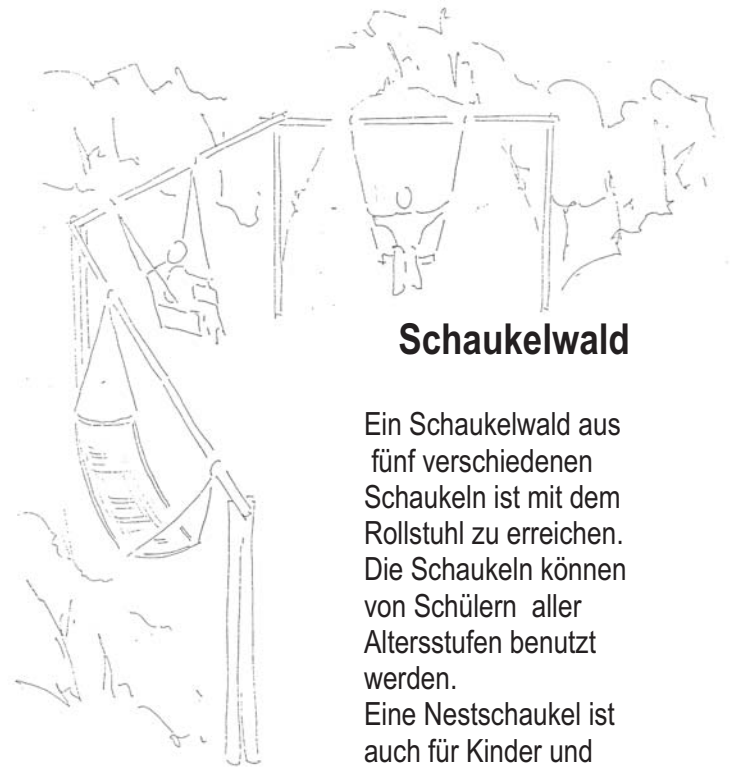 Schaukelwald
Ein Schaukelwald aus
fünf verschiedenen
Schaukeln ist mit dem
Rollstuhl zu erreichen.
Die Schaukeln können
von Schülern aller
Altersstufen benutzt
werden.
Eine Nestschaukel ist
auch für Kinder und